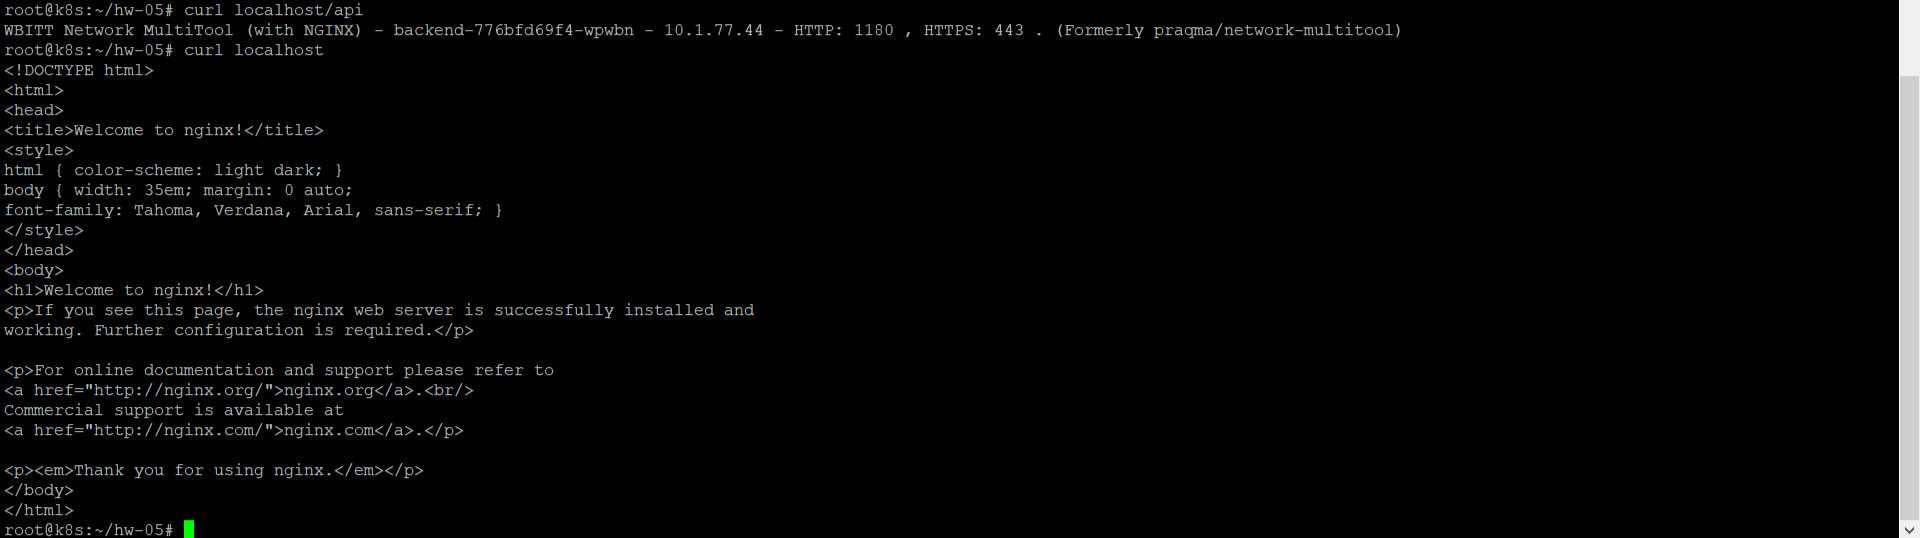 root@k8s:~/hw-05# curl localhost/api
WBITT Network MultiTool (with NGINX) - backend-776bfd69f4-wpwbn - 10.1.77.44 - HTTP: 1180 , HTTPS: 443 . (Formerly praqma/network-multitool)
root@k8s:~/hw-05# curl localhost
<!DOCTYPE html>
<html>
<head>
<title>Welcome to nginx!</title>
<style>
html { color-scheme: light dark; }
body { width: 35em; margin: 0 auto;
font-family: Tahoma, Verdana, Arial, sans-serif; }
</style>
</head>
<body>
<h1>Welcome to nginx!</h1>
<p>If you see this page, the nginx web server is successfully installed and
working. Further configuration is required.</p>

<p>For online documentation and support please refer to
<a href="http://nginx.org/">nginx.org</a>.<br/>
Commercial support is available at
<a href="http://nginx.com/">nginx.com</a>.</p>

<p><em>Thank you for using nginx.</em></p>
</body>
</html>
root@k8s:~/hw-05#